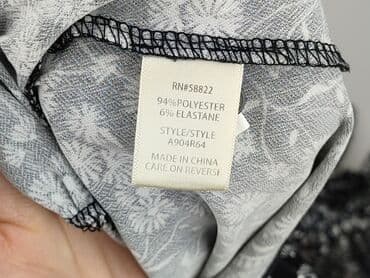 RN#58822
94%POLYESTER
6% ELASTANE
STYLE/STYLE
A904R64
MADE IN CHINA
CARE ON REVERSE